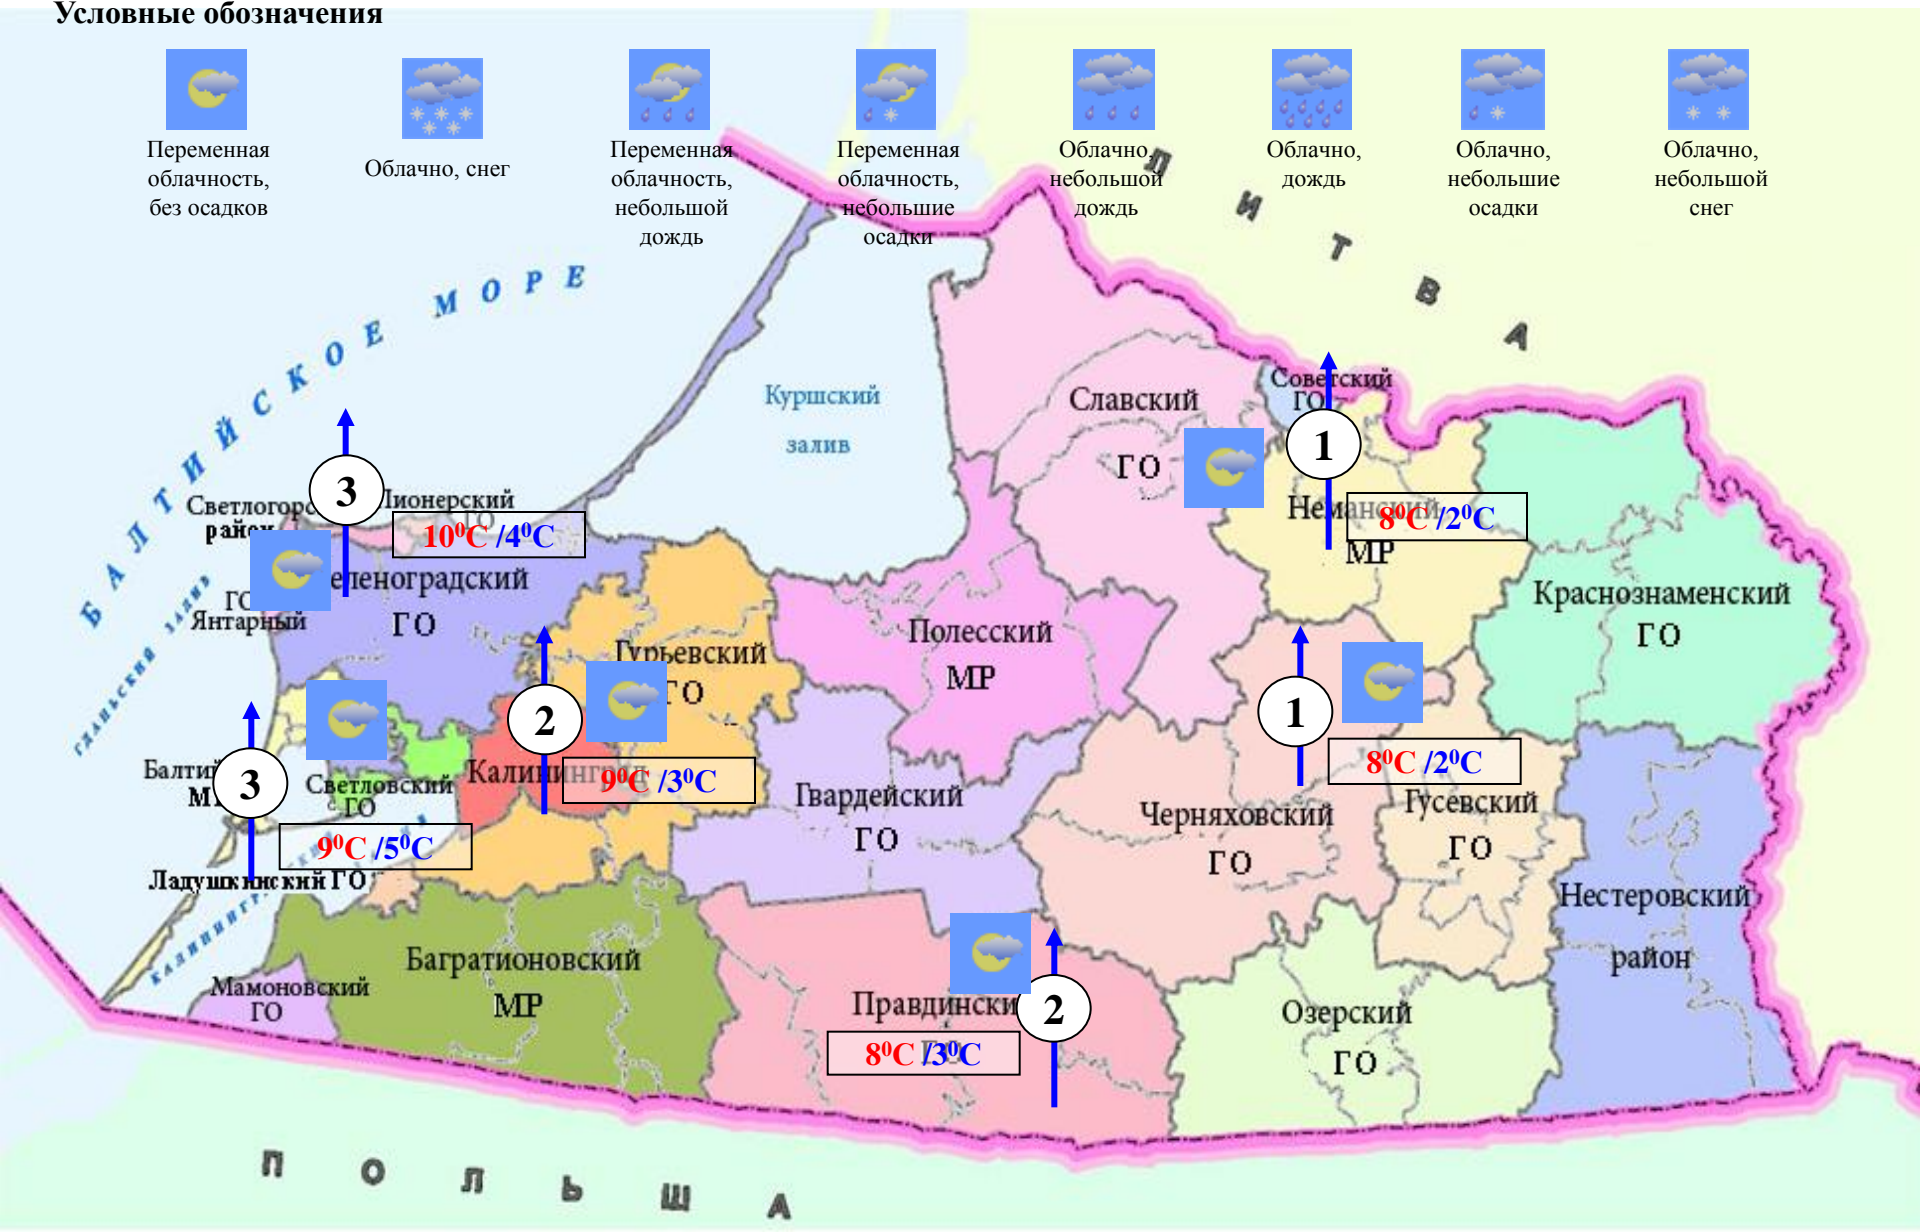 Условные обозначения
Переменная
облачность,
без осадков
Облачно, снег
Переменная
облачность,
небольшой
дождь
Переменная
облачность,
небольшие
осадки
Облачно,
небольшой
дождь
Облачно,
дождь
Облачно,
небольшие
осадки
Облачно,
небольшой
снег
ЛИТВА
БАЛТИЙСКОЕ МОРЕ
Куршский
залив
Славский
ГО
Советский
ГО
1
Неманский
МР
8⁰С /2⁰С
3
Пионерский
ГО
район
10⁰С /4⁰С
ГДАНЬСКИЙ ЗАЛИВ
ГО
Янтарный
ГО
Краснознаменский
ГО
Полесский
МР
Гурьевский
ГО
2
Калининград
9⁰С /3⁰С
1
8⁰С /2⁰С
3
Светловский
ГО
9⁰С /5⁰С
Ладушкинский ГО
Гвардейский
ГО
Черняховский
ГО
Гусевский
ГО
Нестеровский
район
Багратионовский
МР
Мамоновский
ГО
2
8⁰С /3⁰С
Озерский
ГО
ПОЛЬША